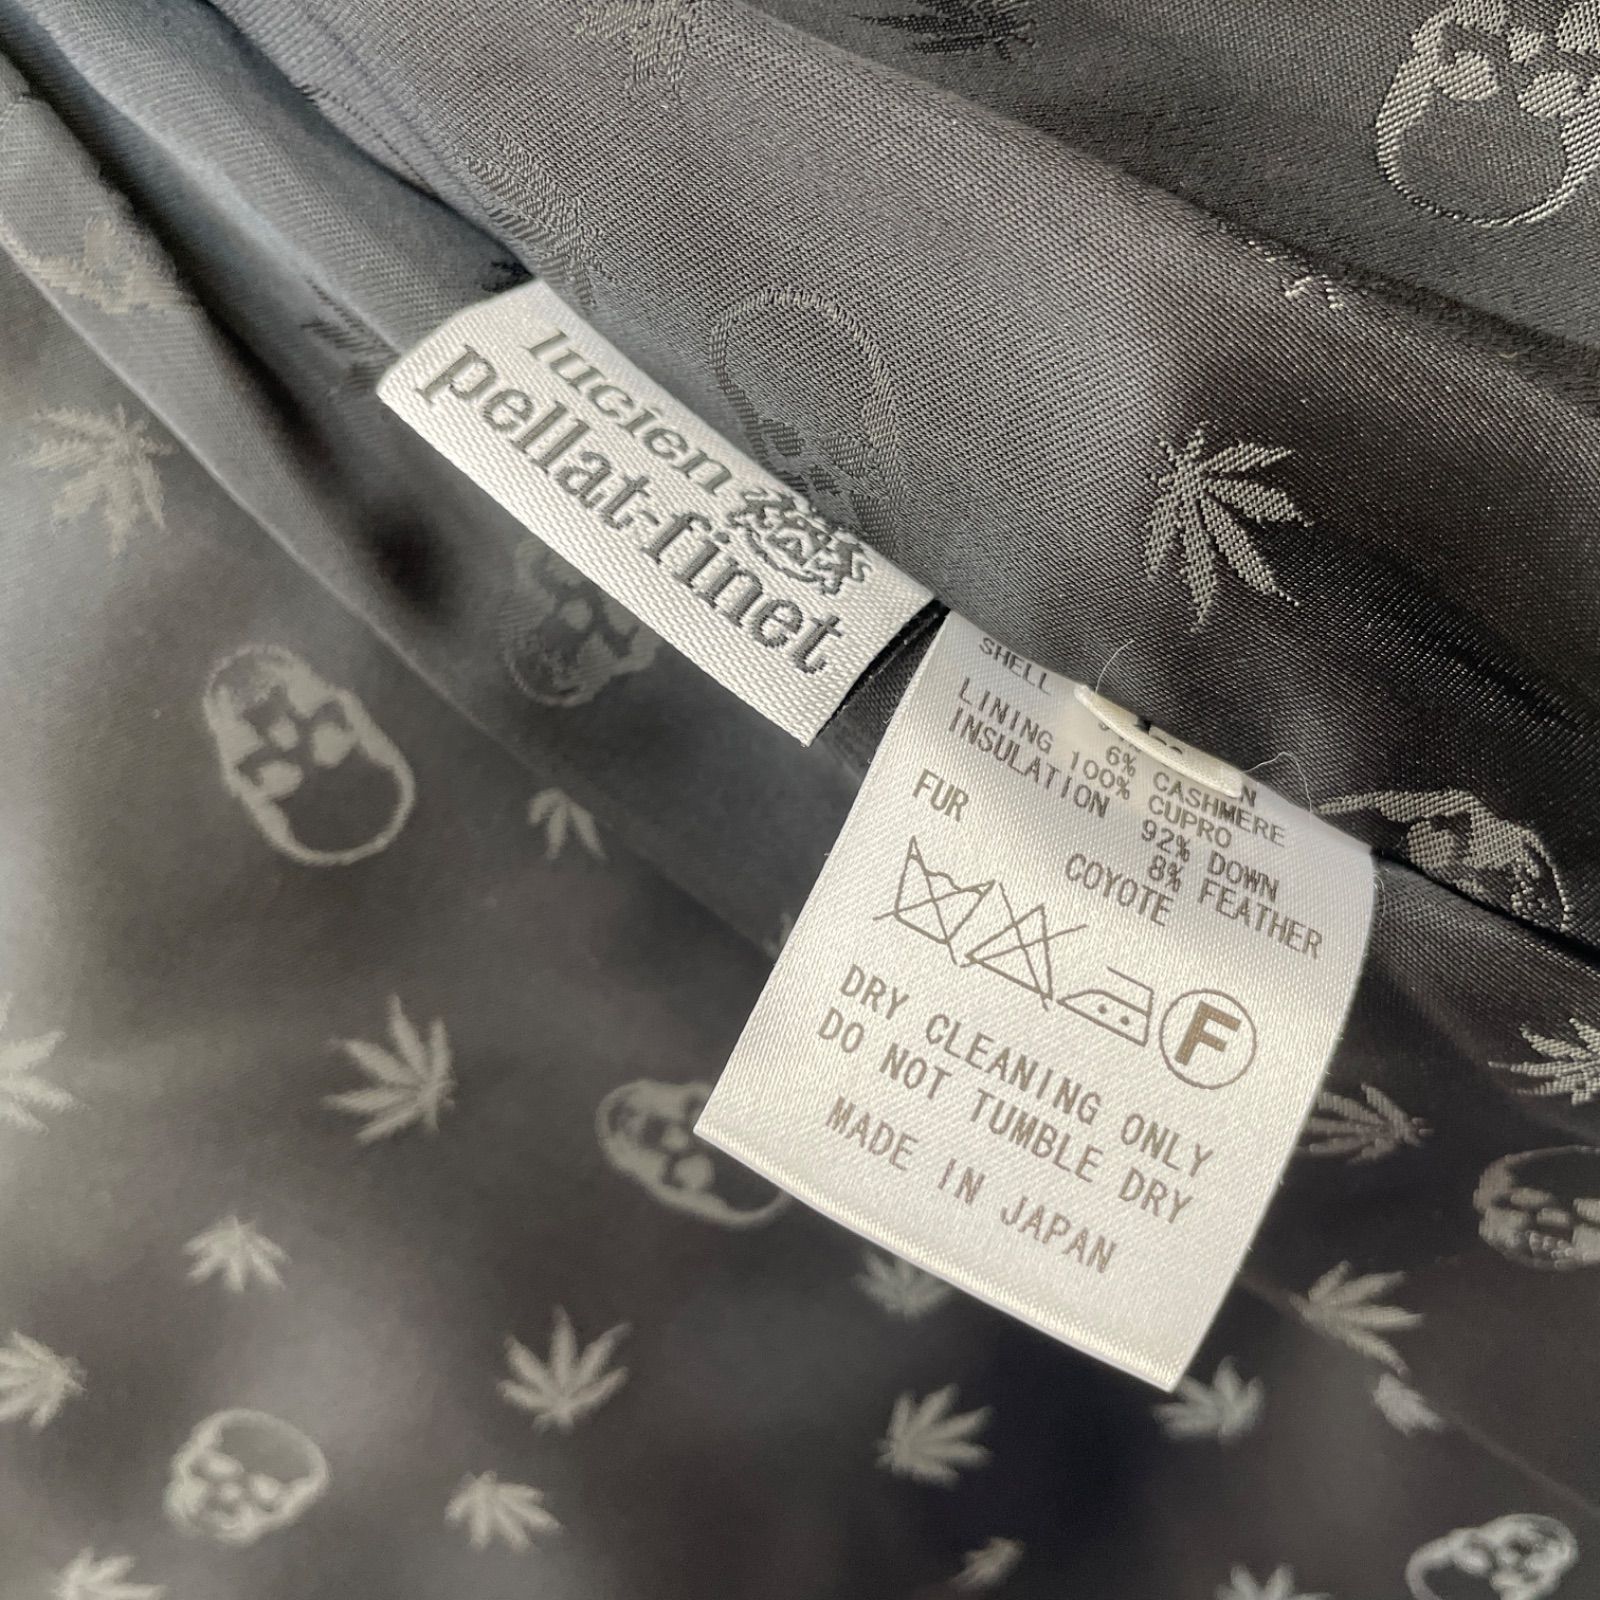 lucien
pellat-finet
SHELL
6% CASHMERE
LINING 100% CUPRO
INSULATION 92% DOWN
8% FEATHER
FUR COYOTE
F
DRY CLEANING ONLY
DO NOT TUMBLE DRY
MADE IN JAPAN